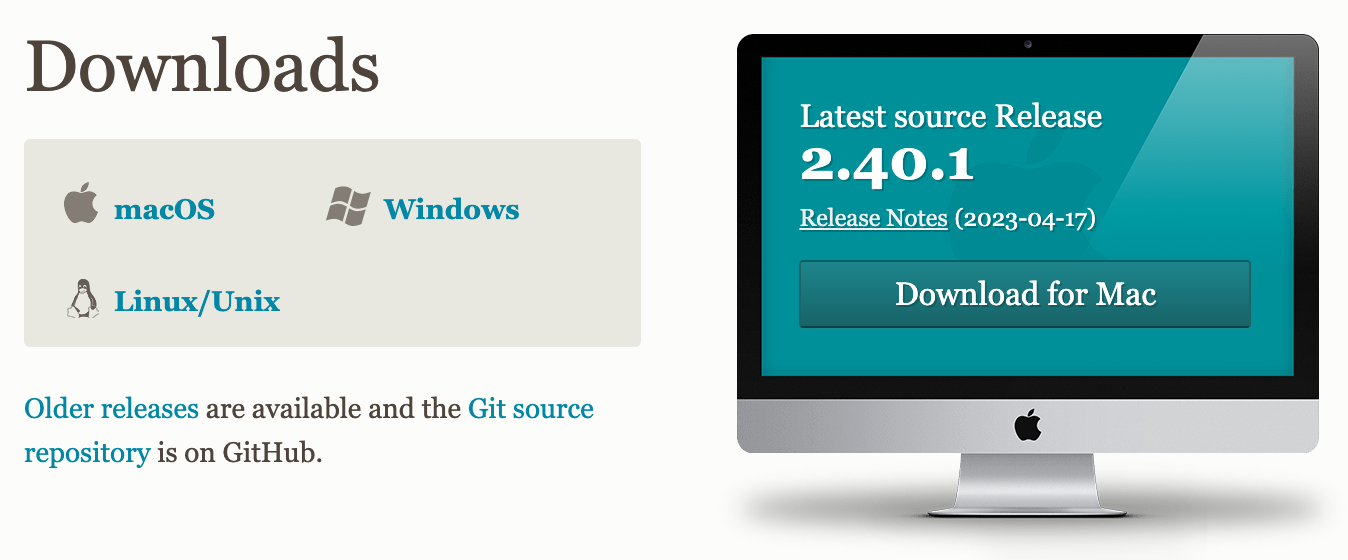 Downloads
macOS
Windows
Linux/Unix
Older releases are available and the Git source
repository is on GitHub.
Latest source Release
2.40.1
Release Notes (2023-04-17)
Download for Mac